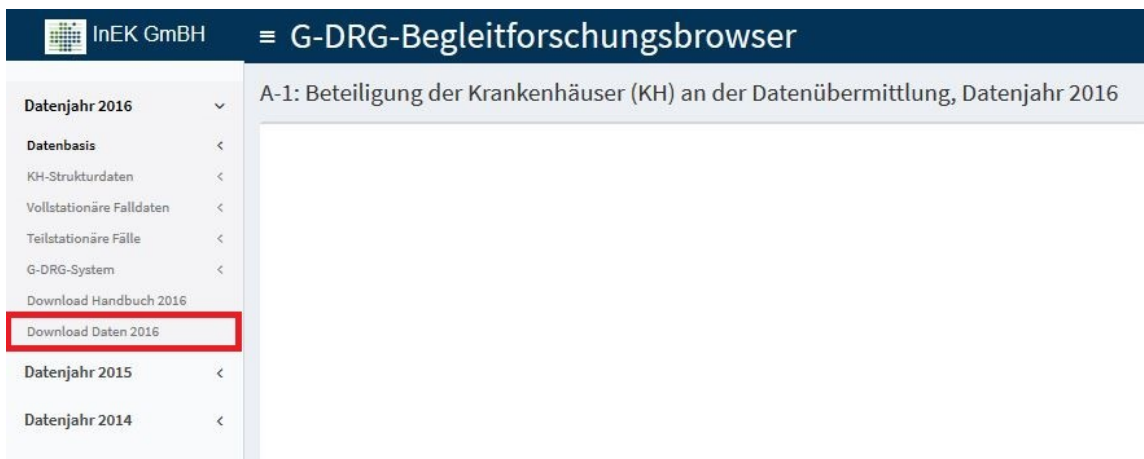 InEK GmBH
≡ G-DRG-Begleitforschungsbrowser
A-1: Beteiligung der Krankenhäuser (KH) an der Datenübermittlung, Datenjahr 2016
Datenjahr 2016
Datenbasis
KH-Strukturdaten
Vollstationäre Falldaten
Teilstationäre Fälle
G-DRG-System
Download Handbuch 2016
Download Daten 2016
Datenjahr 2015
Datenjahr 2014